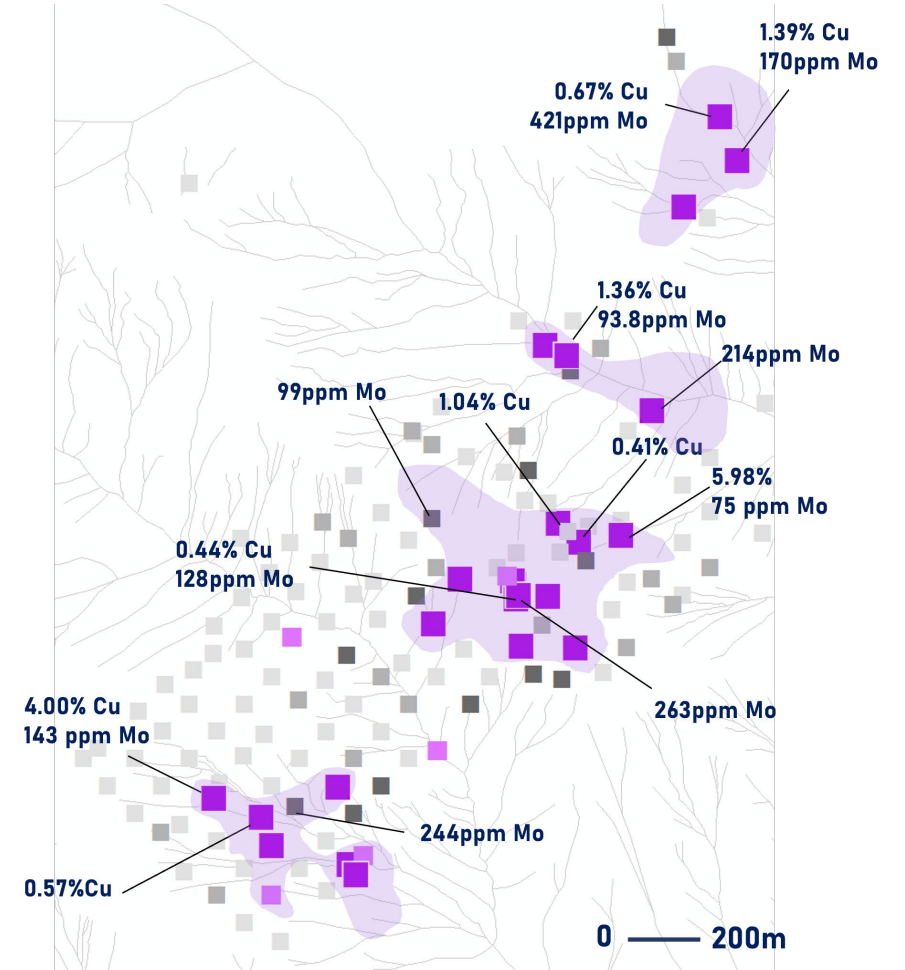 1.39% Cu
170ppm Mo
0.67% Cu
421ppm Mo
1.36% Cu
93.8ppm Mo
214ppm Mo
99ppm Mo
1.04% Cu
0.41% Cu
5.98%
75 ppm Mo
0.44% Cu
128ppm Mo
263ppm Mo
4.00% Cu
143 ppm Mo
244ppm Mo
0.57%Cu
0 200m